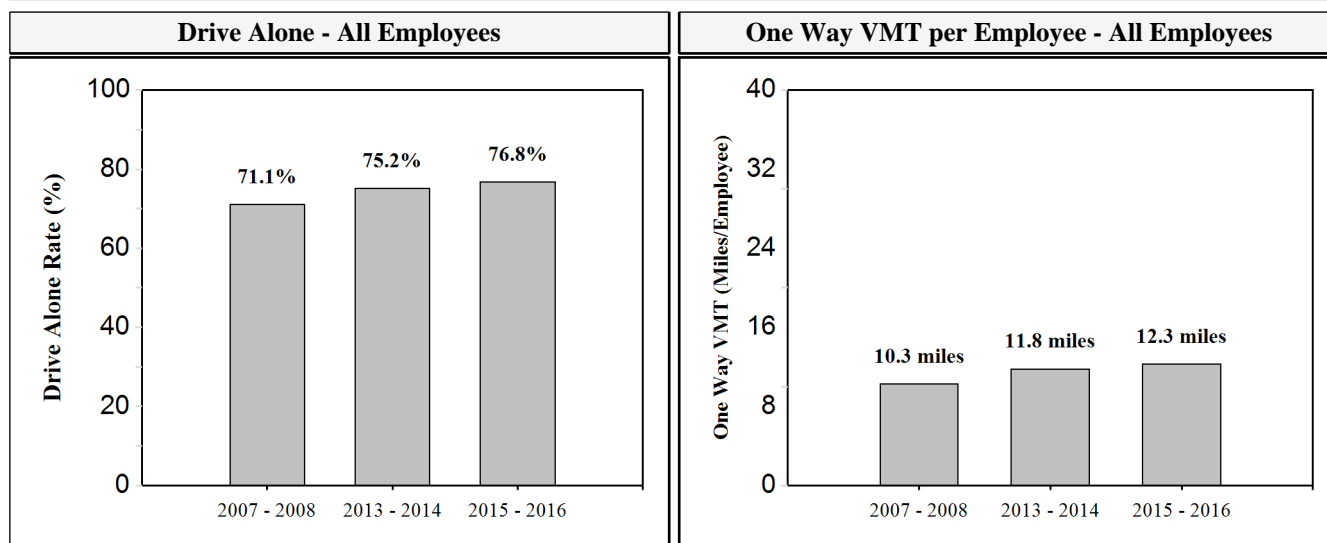 Drive Alone - All Employees
100
80
60
40
20
0
Drive Alone Rate (%)
71.1%
75.2%
76.8%
2007 - 2008
2013 - 2014
2015 - 2016
One Way VMT per Employee - All Employees
40
32
24
16
8
0
One Way VMT (Miles/Employee)
10.3 miles
11.8 miles
12.3 miles
2007 - 2008
2013 - 2014
2015 - 2016